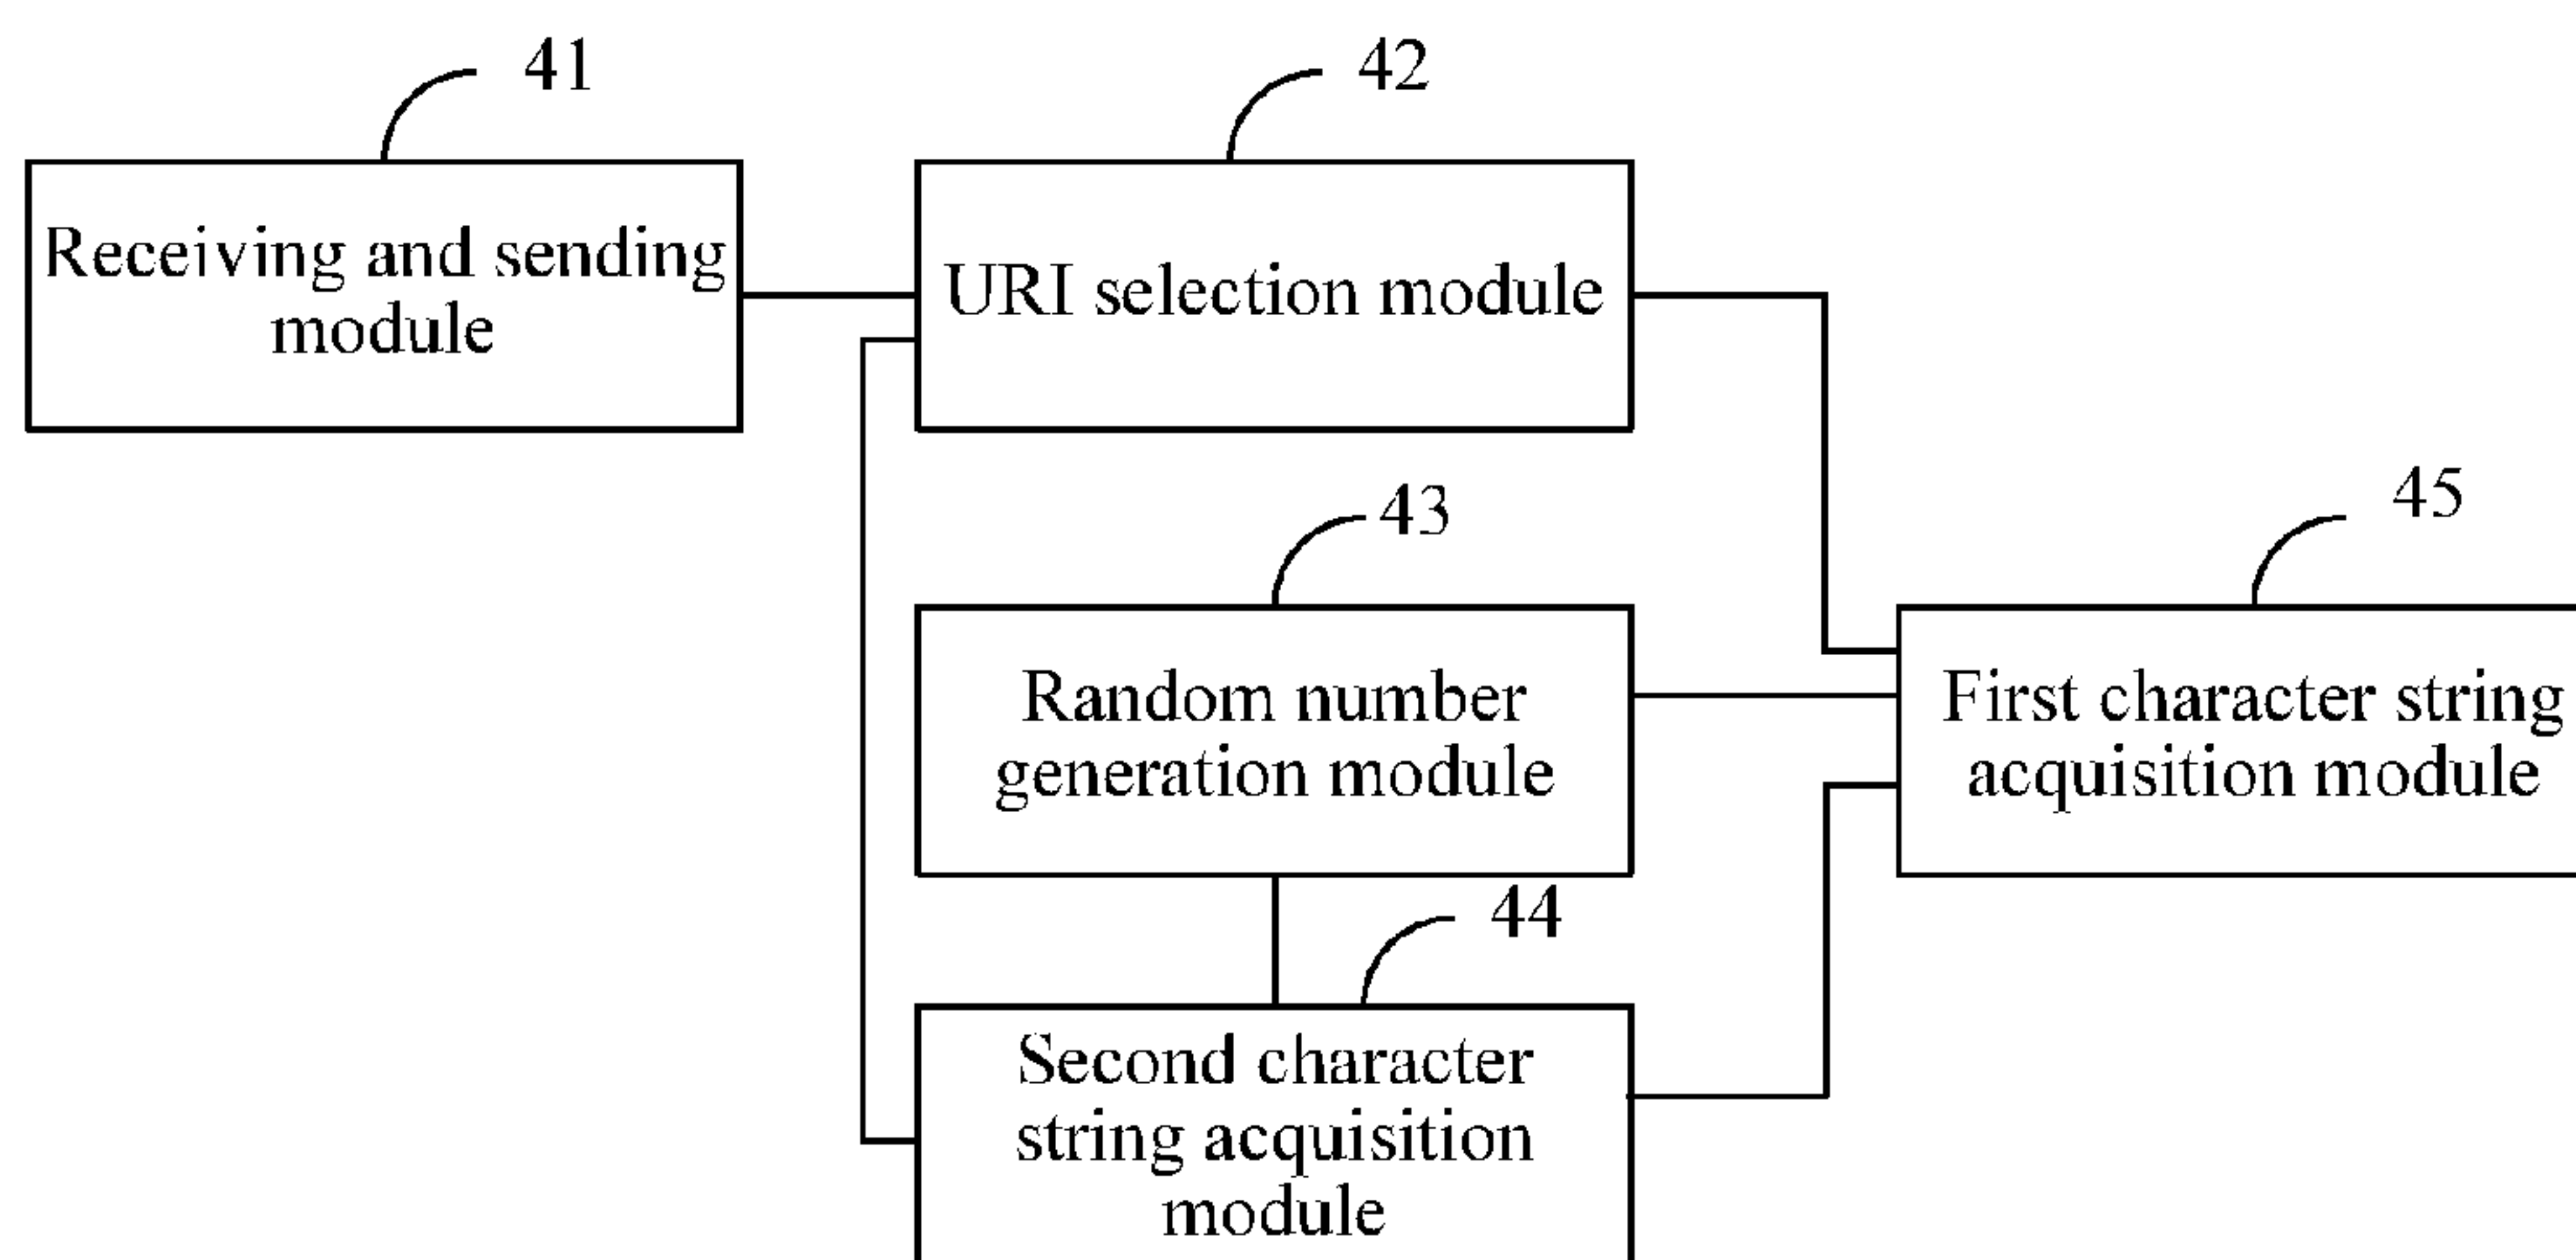 41
42
Receiving and sending
module
URI selection module
43
45
Random number
generation module
First character string
acquisition module
44
Second character
string acquisition
module